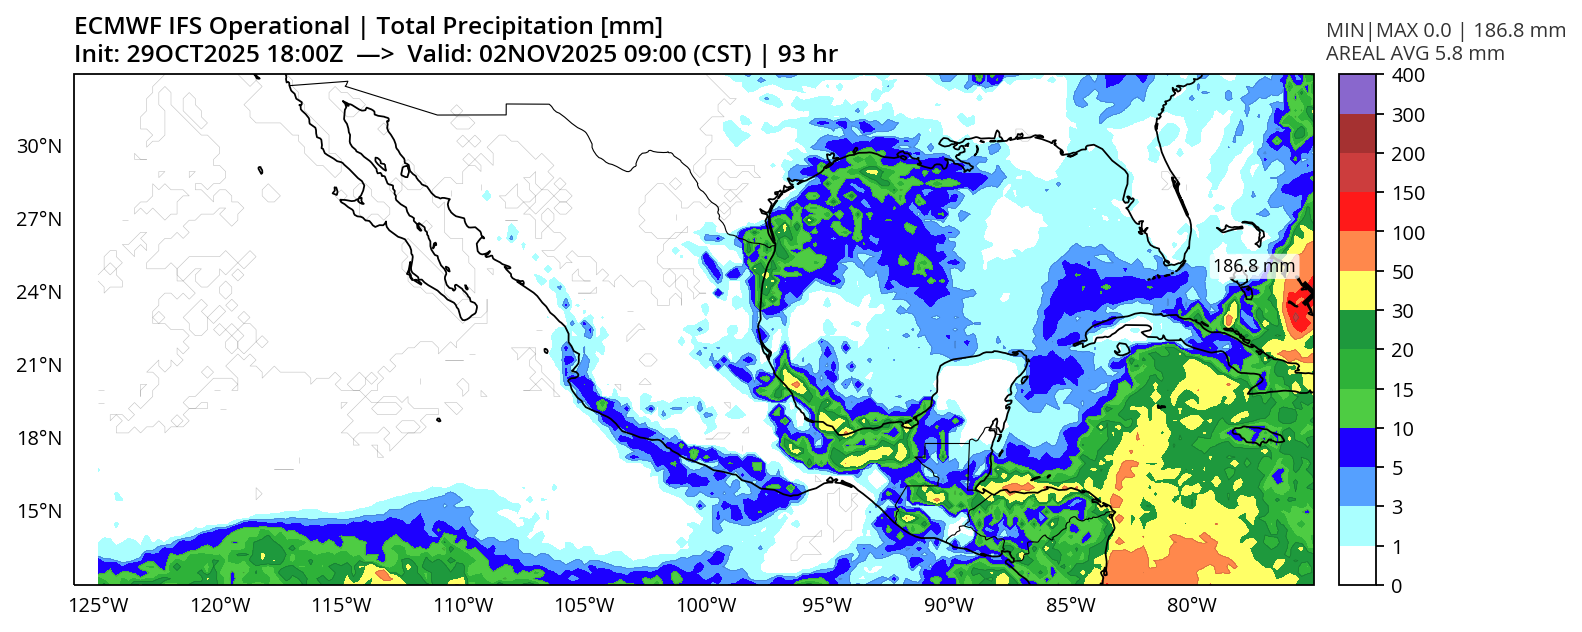 ECMWF IFS Operational | Total Precipitation [mm]
Init: 29OCT2025 18:00Z —> Valid: 02NOV2025 09:00 (CST) | 93 hr
MIN|MAX 0.0 | 186.8 mm
AREAL AVG 5.8 mm
30°N
27°N
24°N
21°N
18°N
15°N
186.8 mm
125°W
120°W
115°W
110°W
105°W
100°W
95°W
90°W
85°W
80°W
400
300
200
150
100
50
30
20
15
10
5
3
1
0